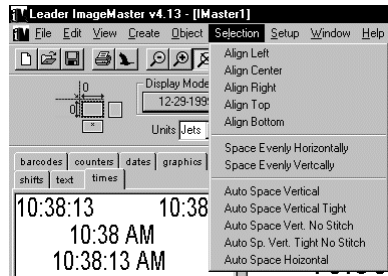 Leader ImageMaster v4.13 - [IMaster1]
File Edit View Create Object Selection Setup Window Help
Align Left
Align Center
Align Right
Align Top
Align Bottom
Space Evenly Horizontally
Space Evenly Vertcally
Auto Space Vertical
Auto Space Vertical Tight
Auto Space Vert. No Stitch
Auto Sp. Vert. Tight No Stitch
Auto Space Hoizontal
0
Display Mode
0
12-29-199
Units Jets
barcodes counters dates graphics
shifts text times
10:38:13 10:38
10:38 AM
10:38:13 AM